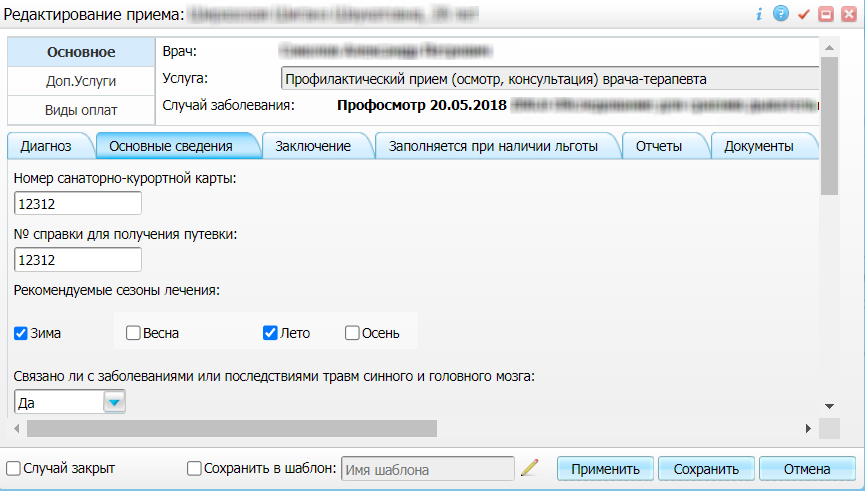 Редактирование приема:
Основное
Доп.Услуги
Виды оплат
Врач:
Услуга: Профилактический прием (осмотр, консультация) врача-терапевта
Случай заболевания: Профосмотр 20.05.2018
Диагноз Основные сведения Заключение Заполняется при наличии льготы Отчеты Документы
Номер санаторно-курортной карты:
12312
№ справки для получения путевки:
12312
Рекомендуемые сезоны лечения:
Зима Весна Лето Осень
Связано ли с заболеваниями или последствиями травм синного и головного мозга:
Да
Случай закрыт Сохранить в шаблон: Имя шаблона Применить Сохранить Отмена